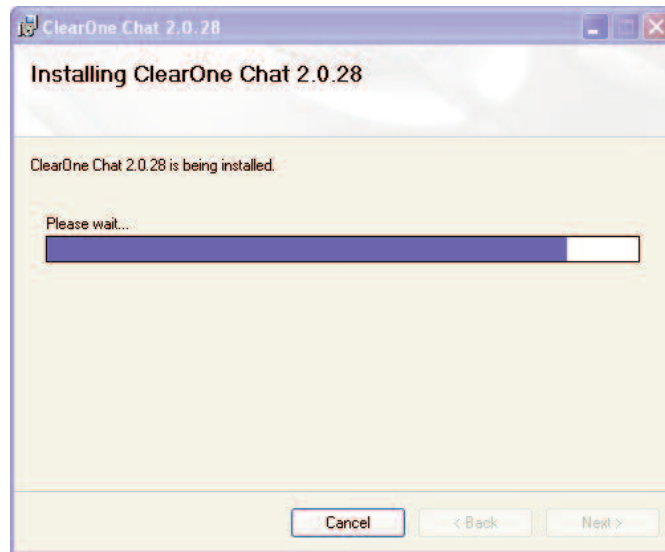 ClearOne Chat 2.0.28
Installing ClearOne Chat 2.0.28
ClearOne Chat 2.0.28 is being installed.
Please wait...
Cancel
< Back
Next >